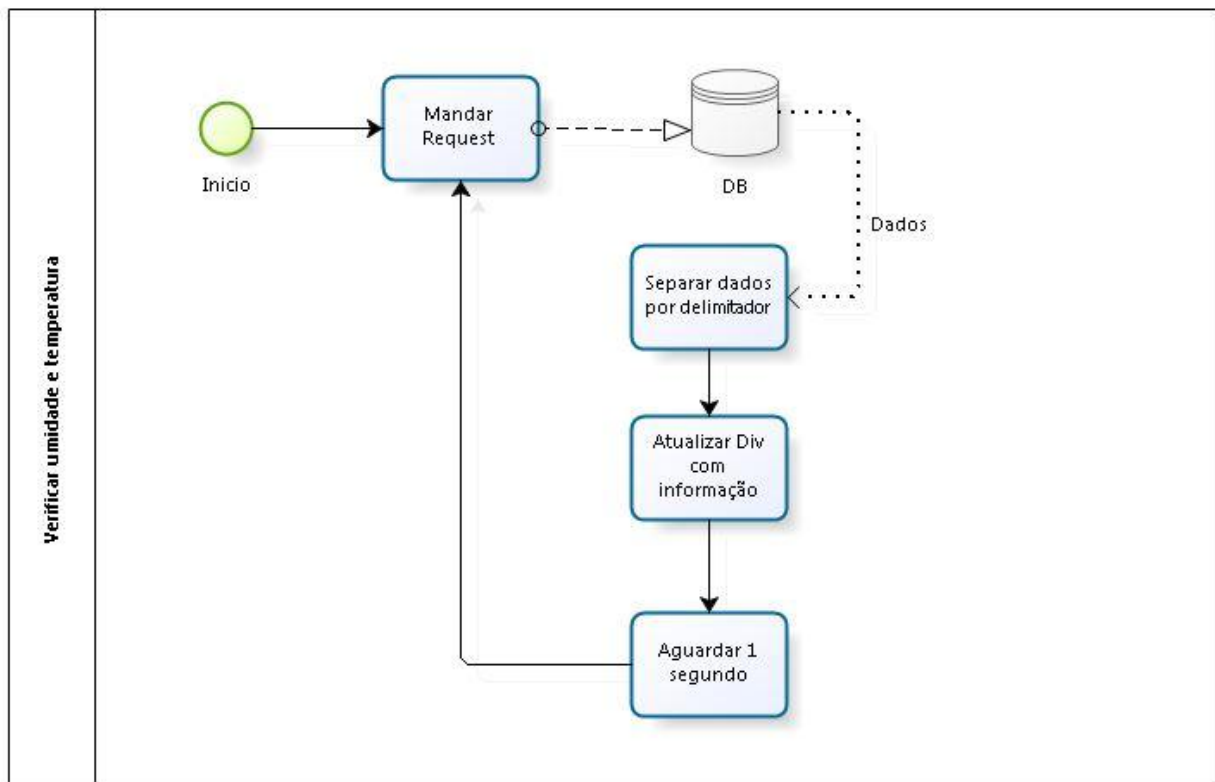 Verificar umidade e temperatura
Inicio
Mandar
Request
DB
Dados
Separar dados
por delimitador
Atualizar Div
com
informação
Aguardar 1
segundo